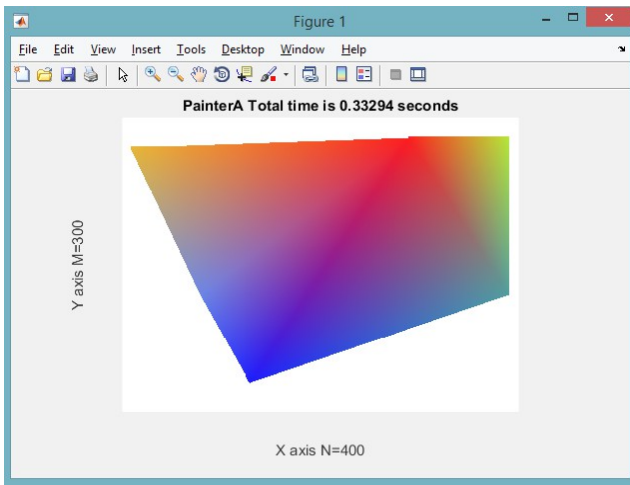 Figure 1
File Edit View Insert Tools Desktop Window Help
PainterA Total time is 0.33294 seconds
Y axis M=300
X axis N=400